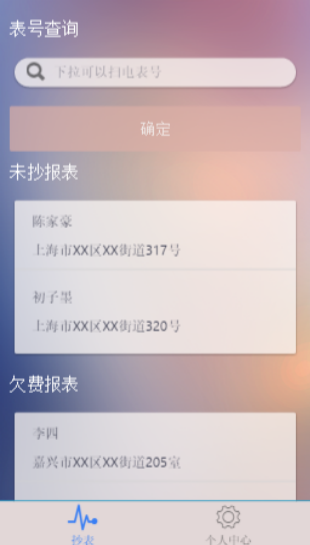 表号查询
下拉可以扫电表号
确定
未抄报表
陈家豪
上海市XX区XX街道317号
初子墨
上海市XX区XX街道320号
欠费报表
李四
嘉兴市XX区XX街道205室
抄表
个人中心